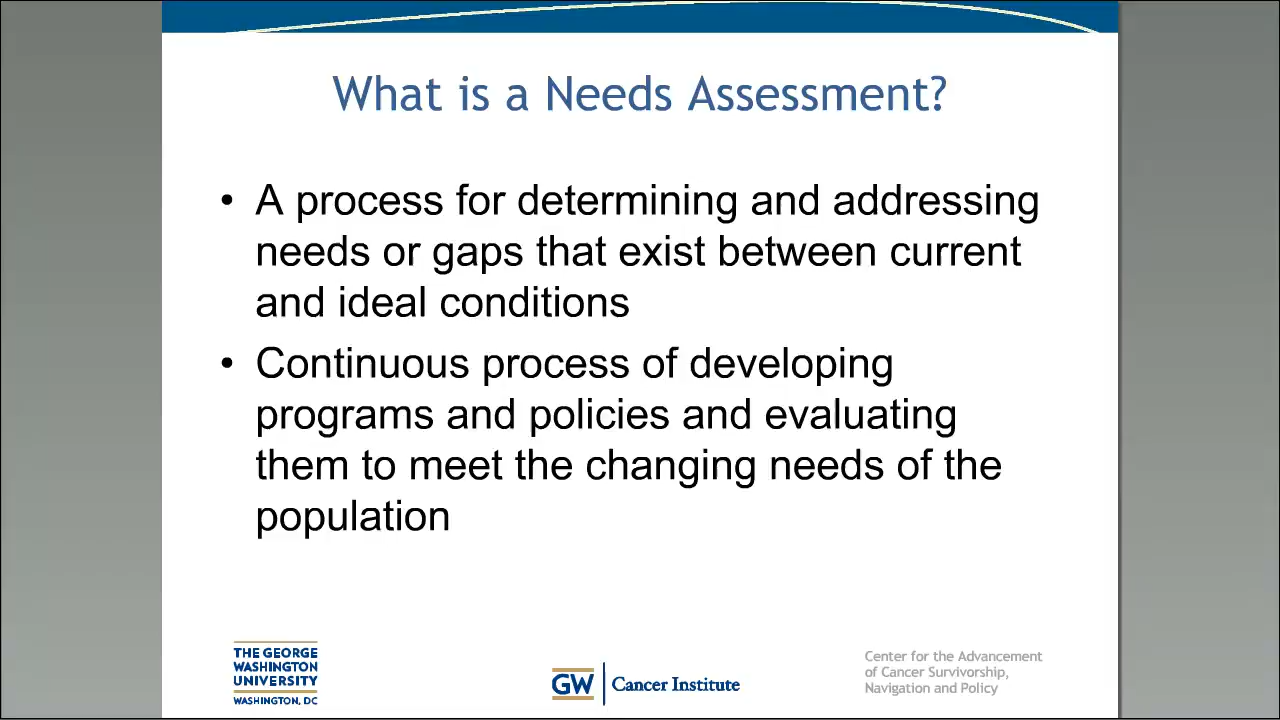 What is a Needs Assessment?
• A process for determining and addressing
needs or gaps that exist between current
and ideal conditions
• Continuous process of developing
programs and policies and evaluating
them to meet the changing needs of the
population
THE GEORGE
WASHINGTON
UNIVERSITY
WASHINGTON, DC
GW Cancer Institute
Center for the Advancement
of Cancer Survivorship,
Navigation and Policy